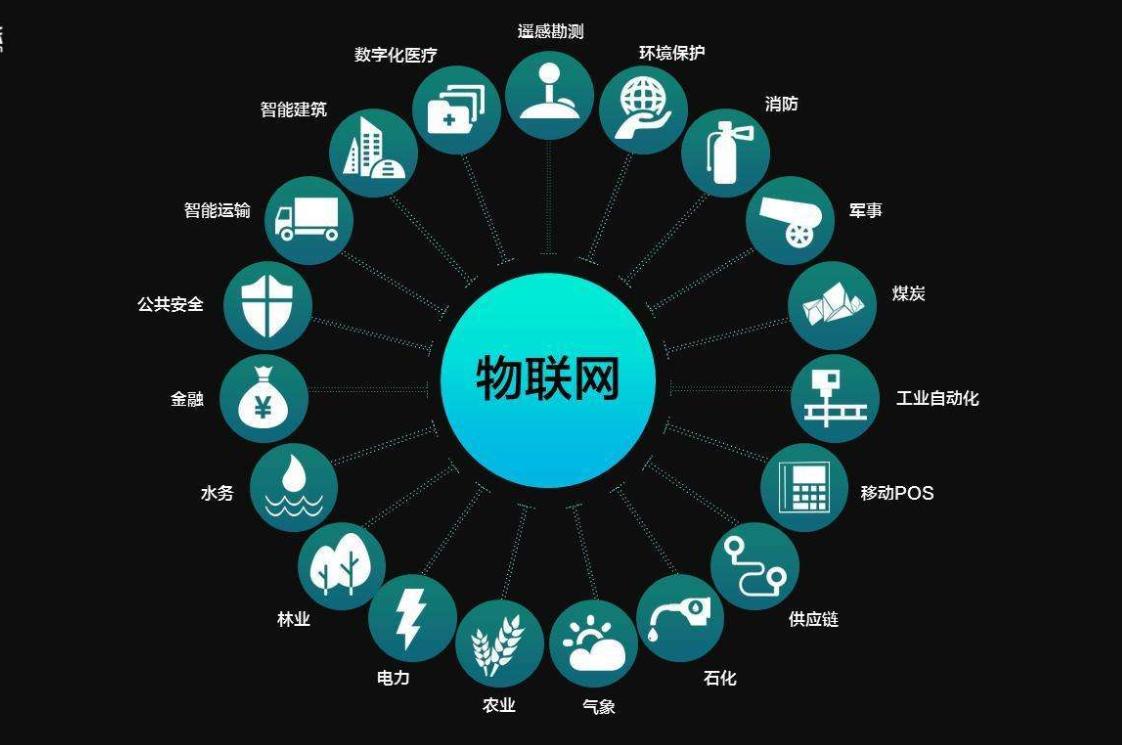 遥感勘测
数字化医疗
环境保护
智能建筑
消防
智能运输
军事
公共安全
煤炭
物联网
金融
¥
工业自动化
水务
移动POS
林业
供应链
电力
石化
农业
气象